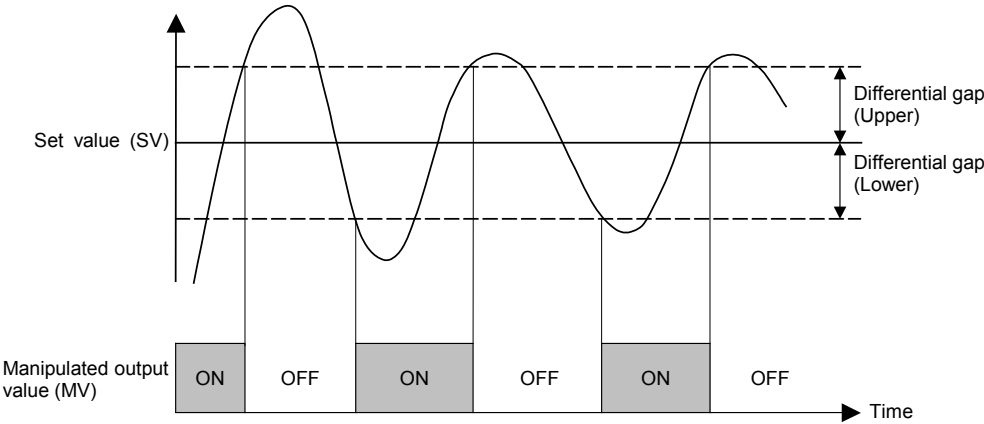 Differential gap
(Upper)
Set value (SV)
Differential gap
(Lower)
Manipulated output
value (MV)
ON
OFF
ON
OFF
ON
OFF
Time